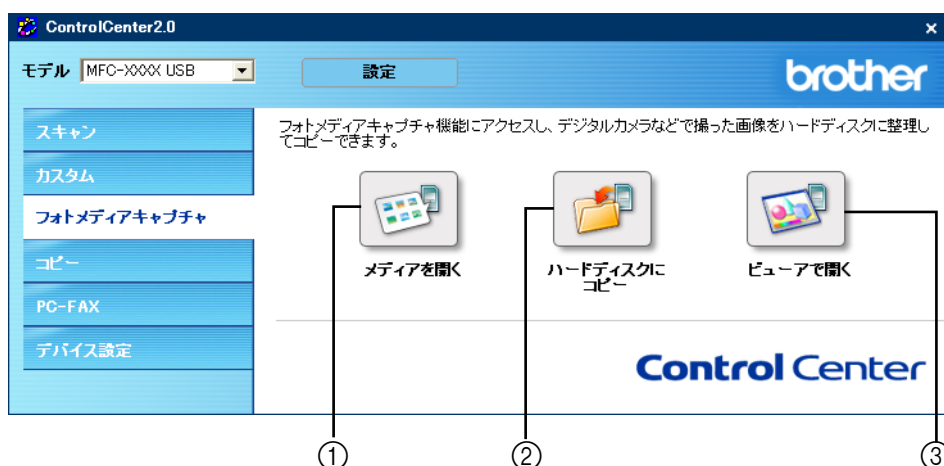 ControlCenter2.0
モデル MFC-XXXX USB
設定
brother
スキャン
カスタム
フォトメディアキャプチャ
コピー
PC-FAX
デバイス設定
フォトメディアキャプチャ機能にアクセスし、デジタルカメラなどで撮った画像をハードディスクに整理し
てコピーできます。
メディアを開く
ハードディスクに
コピー
ビューアで開く
Control Center
① ② ③